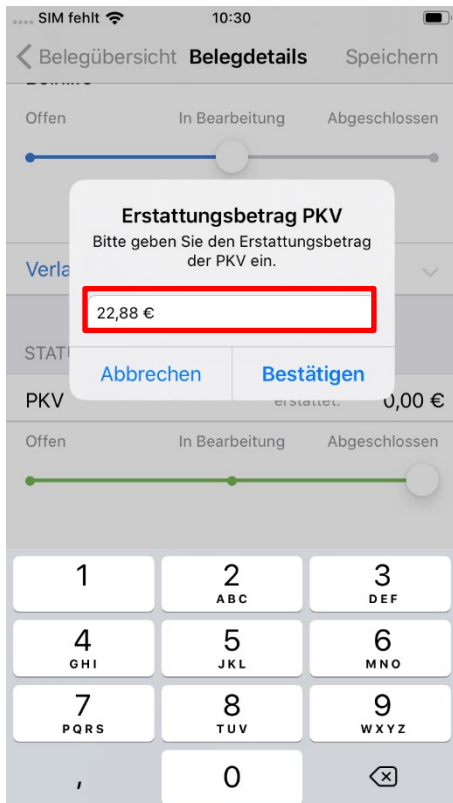 SIM fehlt 10:30
Belegübersicht Belegdetails Speichern
Offen In Bearbeitung Abgeschlossen
Erstattungsbetrag PKV
Bitte geben Sie den Erstattungsbetrag
der PKV ein.
Verla
22,88 €
STATU
Abbrechen Bestätigen
PKV erstattet: 0,00 €
Offen In Bearbeitung Abgeschlossen
1 2 3
ABC DEF
4 5 6
GHI JKL MNO
7 8 9
PQRS TUV WXYZ
, 0